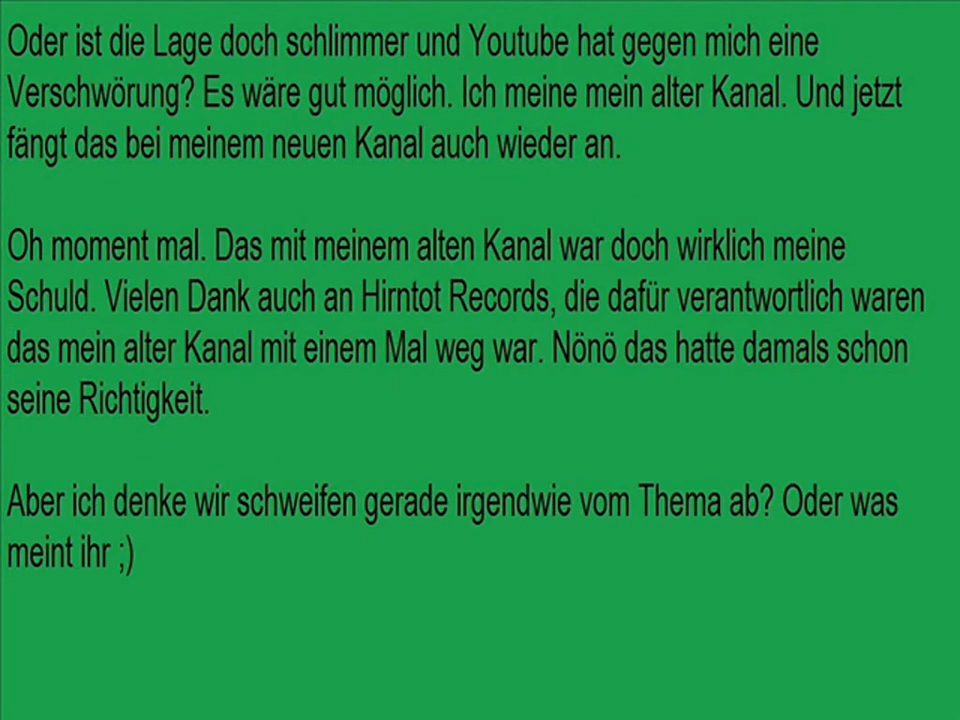 Oder ist die Lage doch schlimmer und Youtube hat gegen mich eine
Verschwörung? Es wäre gut möglich. Ich meine mein alter Kanal. Und jetzt
fängt das bei meinem neuen Kanal auch wieder an.
Oh moment mal. Das mit meinem alten Kanal war doch wirklich meine
Schuld. Vielen Dank auch an Hirntot Records, die dafür verantwortlich waren
das mein alter Kanal mit einem Mal weg war. Nönö das hatte damals schon
seine Richtigkeit.
Aber ich denke wir schweifen gerade irgendwie vom Thema ab? Oder was
meint ihr ;)